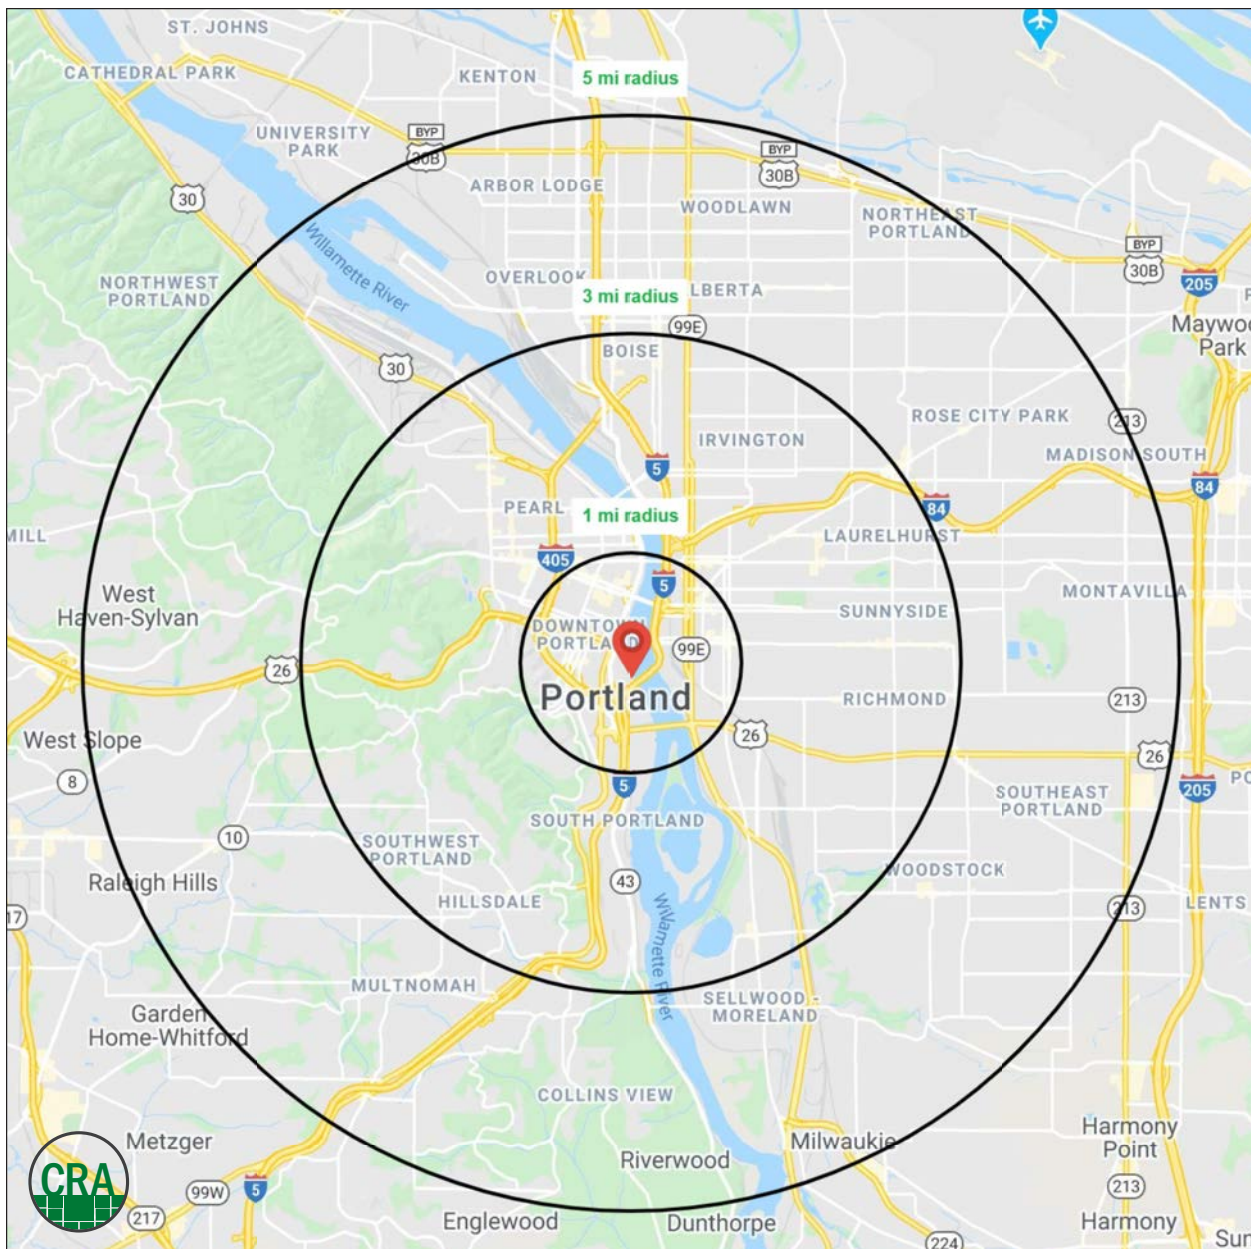 ST. JOHNS
CATHEDRAL PARK
KENTON
5 mi radius
UNIVERSITY
PARK
BYP
30B
BYP
30B
30
ARBOR LODGE
WOODLAWN
NORTHEAST
PORTLAND
BYP
30B
205
Willamette River
NORTHWEST
PORTLAND
OVERLOOK
3 mi radius
LBERTA
99E
Maywoo
Park
BOISE
30
ROSE CITY PARK
213
IRVINGTON
MADISON SOUTH
5
84
84
PEARL
1 mi radius
MILL
405
LAURELHURST
5
West
Haven-Sylvan
MONTAVILLA
SUNNYSIDE
DOWNTOWN
PORTLAND
99E
26
Portland
RICHMOND
213
West Slope
26
26
8
5
205
PO
SOUTHEAST
PORTLAND
SOUTH PORTLAND
10
SOUTHWEST
PORTLAND
WOODSTOCK
Raleigh Hills
43
HILLSDALE
Willamette River
213
LENTS
17
MULTNOMAH
SELLWOOD -
MORELAND
Garden
Home-Whitford
COLLINS VIEW
Metzger
Milwaukie
Harmony
Point
Riverwood
CRA
99W
5
213
217
Englewood
Dunthorpe
Harmony
224
Sun